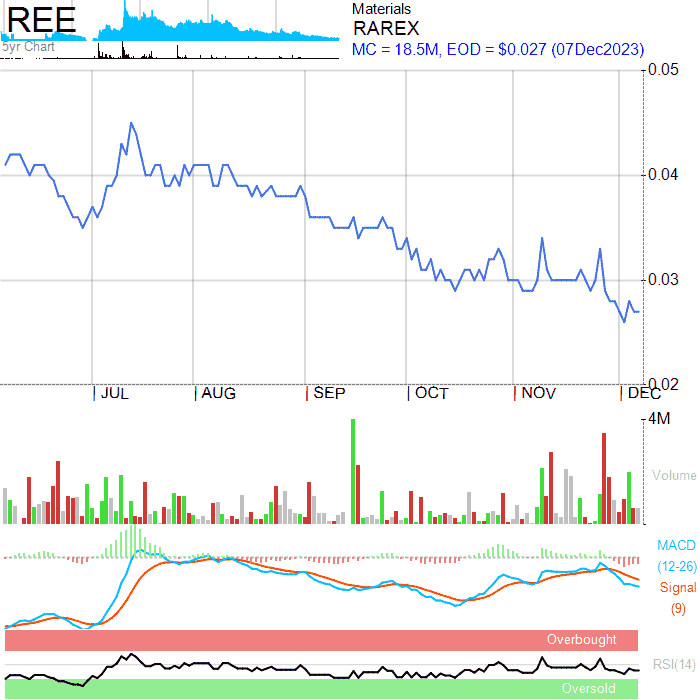 REE
5yr Chart
Materials
RAREX
MC = 18.5M, EOD = $0.027 (07Dec2023)
0.05
0.04
0.03
0.02
JUL AUG SEP OCT NOV DEC
4M
Volume
MACD
(12-26)
Signal
(9)
Overbought
RSI(14)
Oversold